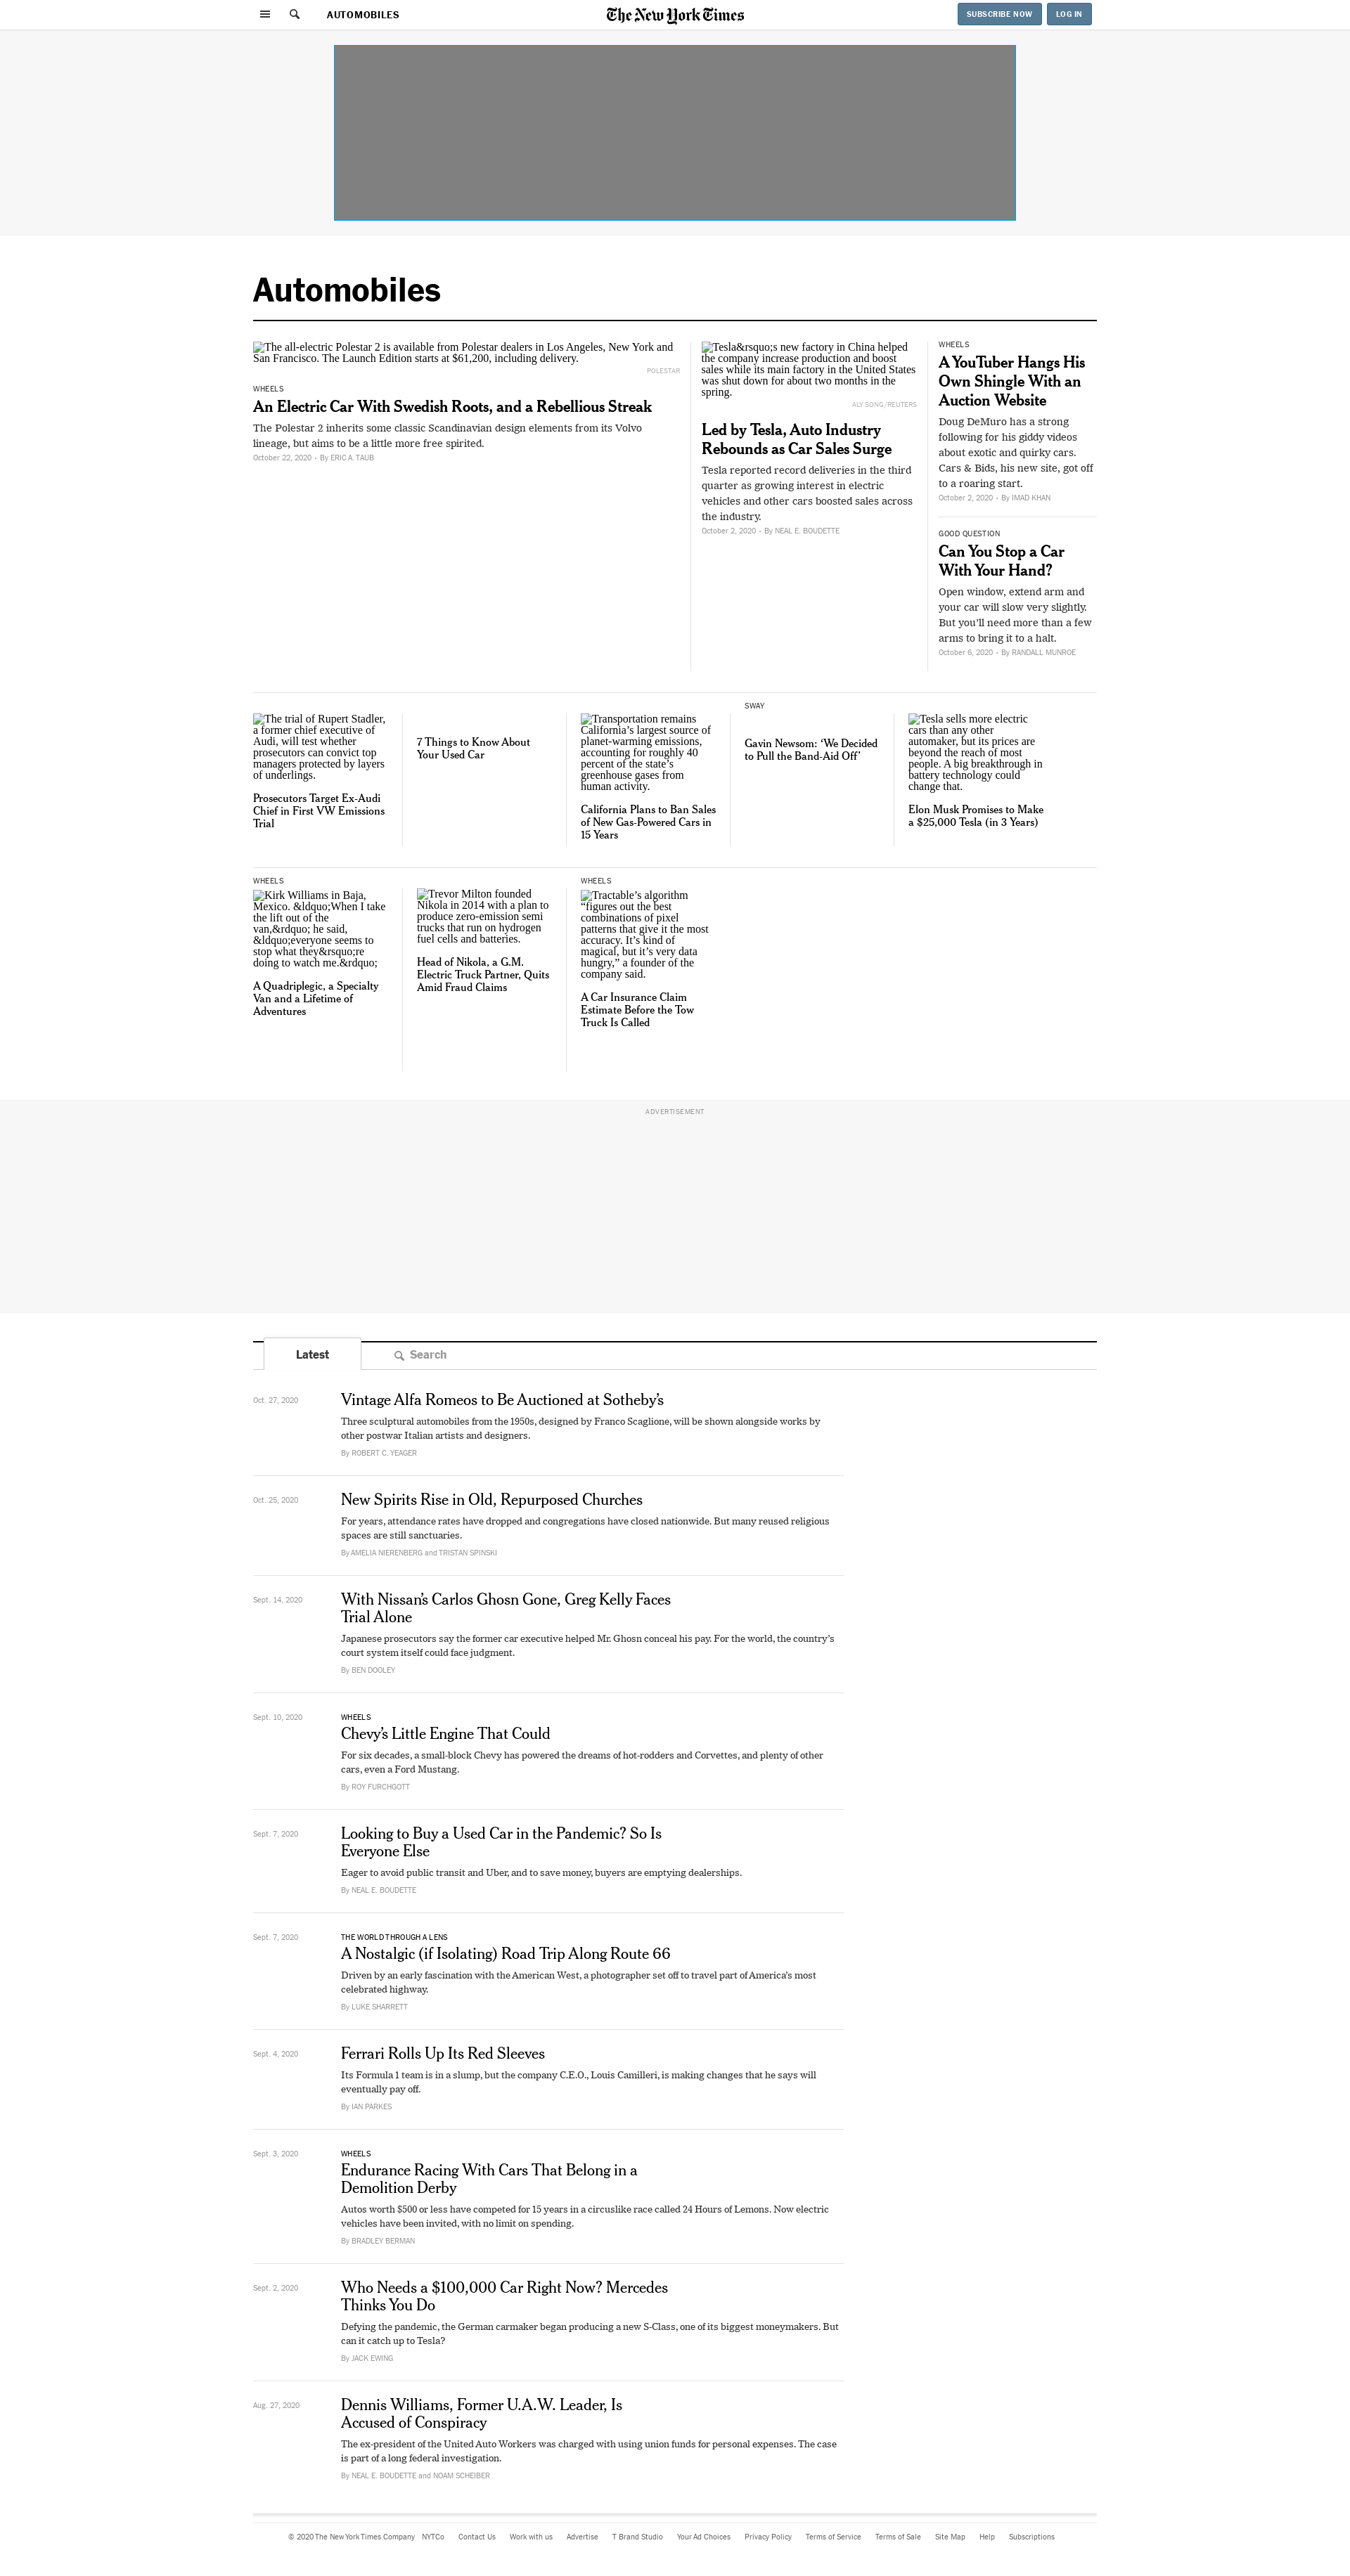 AUTOMOBILES
The New York Times
SUBSCRIBE NOW
LOG IN
Automobiles
The all-electric Polestar 2 is available from Polestar dealers in Los Angeles, New York and
San Francisco. The Launch Edition starts at $61,200, including delivery.
POLESTAR
WHEELS
An Electric Car With Swedish Roots, and a Rebellious Streak
The Polestar 2 inherits some classic Scandinavian design elements from its Volvo
lineage, but aims to be a little more free spirited.
October 22, 2020 • By ERIC A. TAUB
Tesla&rsquo;s new factory in China helped
the company increase production and boost
sales while its main factory in the United States
was shut down for about two months in the
spring.
ALY SONG/REUTERS
Led by Tesla, Auto Industry
Rebounds as Car Sales Surge
Tesla reported record deliveries in the third
quarter as growing interest in electric
vehicles and other cars boosted sales across
the industry.
October 2, 2020 • By NEAL E. BOUDETTE
WHEELS
A YouTuber Hangs His
Own Shingle With an
Auction Website
Doug DeMuro has a strong
following for his giddy videos
about exotic and quirky cars.
Cars & Bids, his new site, got off
to a roaring start.
October 2, 2020 • By IMAD KHAN
GOOD QUESTION
Can You Stop a Car
With Your Hand?
Open window, extend arm and
your car will slow very slightly.
But you’ll need more than a few
arms to bring it to a halt.
October 6, 2020 • By RANDALL MUNROE
The trial of Rupert Stadler,
a former chief executive of
Audi, will test whether
prosecutors can convict top
managers protected by layers
of underlings.
Prosecutors Target Ex-Audi
Chief in First VW Emissions
Trial
7 Things to Know About
Your Used Car
Transportation remains
California’s largest source of
planet-warming emissions,
accounting for roughly 40
percent of the state’s
greenhouse gases from
human activity.
California Plans to Ban Sales
of New Gas-Powered Cars in
15 Years
SWAY
Gavin Newsom: ‘We Decided
to Pull the Band-Aid Off’
Tesla sells more electric
cars than any other
automaker, but its prices are
beyond the reach of most
people. A big breakthrough in
battery technology could
change that.
Elon Musk Promises to Make
a $25,000 Tesla (in 3 Years)
WHEELS
Kirk Williams in Baja,
Mexico. &ldquo;When I take
the lift out of the
van,&rdquo; he said,
&ldquo;everyone seems to
stop what they&rsquo;re
doing to watch me.&rdquo;
A Quadriplegic, a Specialty
Van and a Lifetime of
Adventures
Trevor Milton founded
Nikola in 2014 with a plan to
produce zero-emission semi
trucks that run on hydrogen
fuel cells and batteries.
Head of Nikola, a G.M.
Electric Truck Partner, Quits
Amid Fraud Claims
WHEELS
Tractable’s algorithm
“figures out the best
combinations of pixel
patterns that give it the most
accuracy. It’s kind of
magical, but it’s very data
hungry,” a founder of the
company said.
A Car Insurance Claim
Estimate Before the Tow
Truck Is Called
ADVERTISEMENT
Latest
Search
Oct. 27, 2020
Vintage Alfa Romeos to Be Auctioned at Sotheby’s
Three sculptural automobiles from the 1950s, designed by Franco Scaglione, will be shown alongside works by
other postwar Italian artists and designers.
By ROBERT C. YEAGER
Oct. 25, 2020
New Spirits Rise in Old, Repurposed Churches
For years, attendance rates have dropped and congregations have closed nationwide. But many reused religious
spaces are still sanctuaries.
By AMELIA NIERENBERG and TRISTAN SPINSKI
Sept. 14, 2020
With Nissan’s Carlos Ghosn Gone, Greg Kelly Faces
Trial Alone
Japanese prosecutors say the former car executive helped Mr. Ghosn conceal his pay. For the world, the country’s
court system itself could face judgment.
By BEN DOOLEY
Sept. 10, 2020
WHEELS
Chevy’s Little Engine That Could
For six decades, a small-block Chevy has powered the dreams of hot-rodders and Corvettes, and plenty of other
cars, even a Ford Mustang.
By ROY FURCHGOTT
Sept. 7, 2020
Looking to Buy a Used Car in the Pandemic? So Is
Everyone Else
Eager to avoid public transit and Uber, and to save money, buyers are emptying dealerships.
By NEAL E. BOUDETTE
Sept. 7, 2020
THE WORLD THROUGH A LENS
A Nostalgic (if Isolating) Road Trip Along Route 66
Driven by an early fascination with the American West, a photographer set off to travel part of America’s most
celebrated highway.
By LUKE SHARRETT
Sept. 4, 2020
Ferrari Rolls Up Its Red Sleeves
Its Formula 1 team is in a slump, but the company C.E.O., Louis Camilleri, is making changes that he says will
eventually pay off.
By IAN PARKES
Sept. 3, 2020
WHEELS
Endurance Racing With Cars That Belong in a
Demolition Derby
Autos worth $500 or less have competed for 15 years in a circuslike race called 24 Hours of Lemons. Now electric
vehicles have been invited, with no limit on spending.
By BRADLEY BERMAN
Sept. 2, 2020
Who Needs a $100,000 Car Right Now? Mercedes
Thinks You Do
Defying the pandemic, the German carmaker began producing a new S-Class, one of its biggest moneymakers. But
can it catch up to Tesla?
By JACK EWING
Aug. 27, 2020
Dennis Williams, Former U.A.W. Leader, Is
Accused of Conspiracy
The ex-president of the United Auto Workers was charged with using union funds for personal expenses. The case
is part of a long federal investigation.
By NEAL E. BOUDETTE and NOAM SCHEIBER
© 2020 The New York Times Company NYTCo Contact Us Work with us Advertise T Brand Studio Your Ad Choices Privacy Policy Terms of Service Terms of Sale Site Map Help Subscriptions